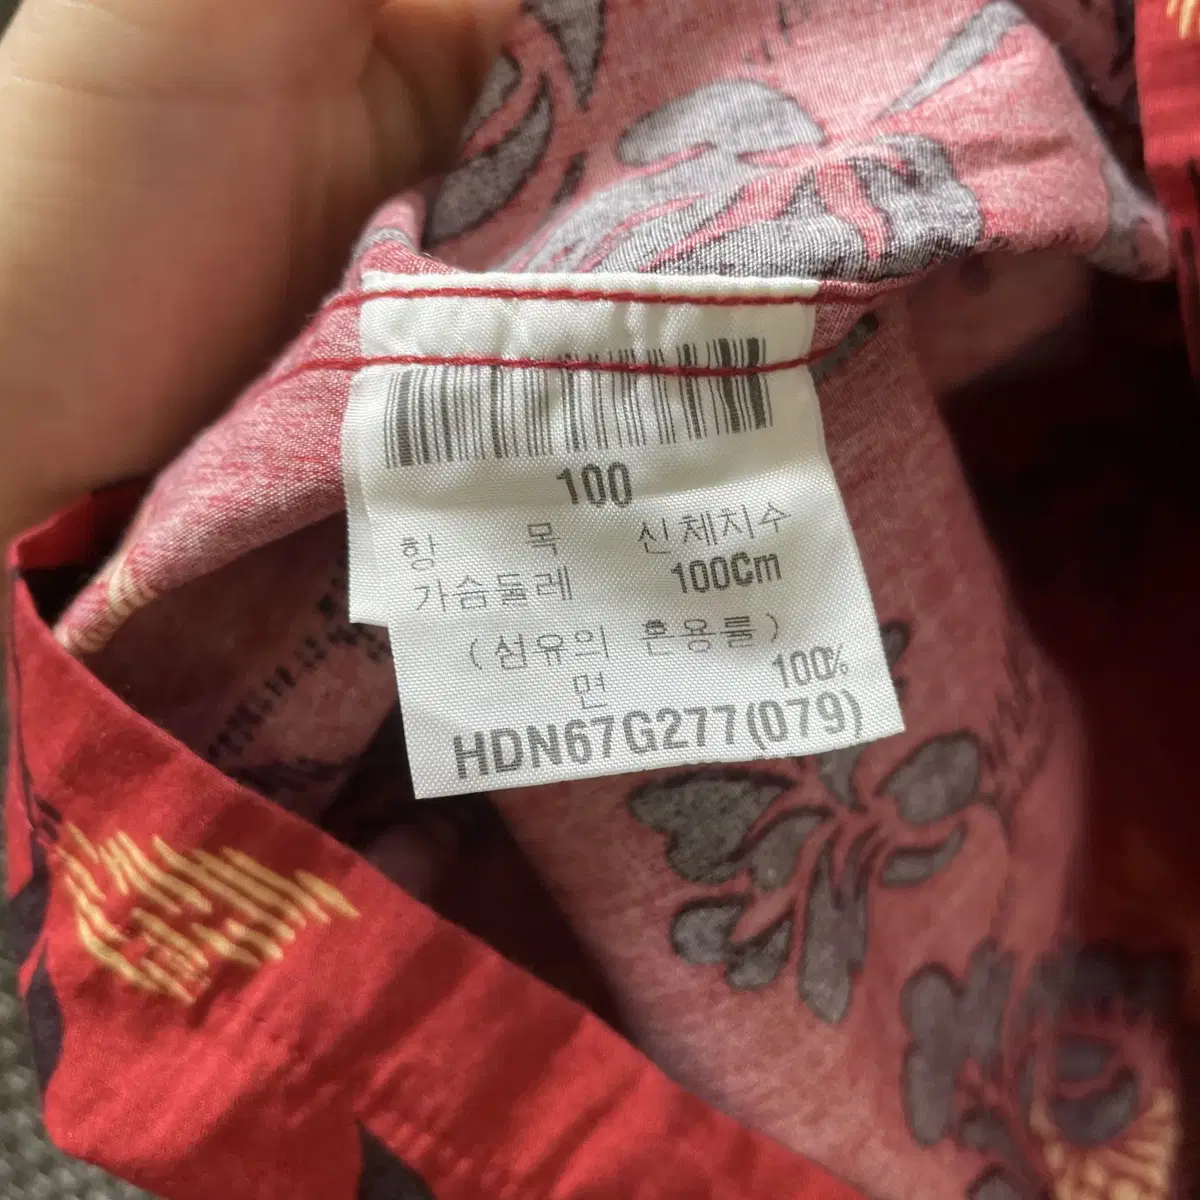 100
항 목 신체치수
가슴둘레 100Cm
(섬유의 혼용률)
면 100%
HDN67G277(079)